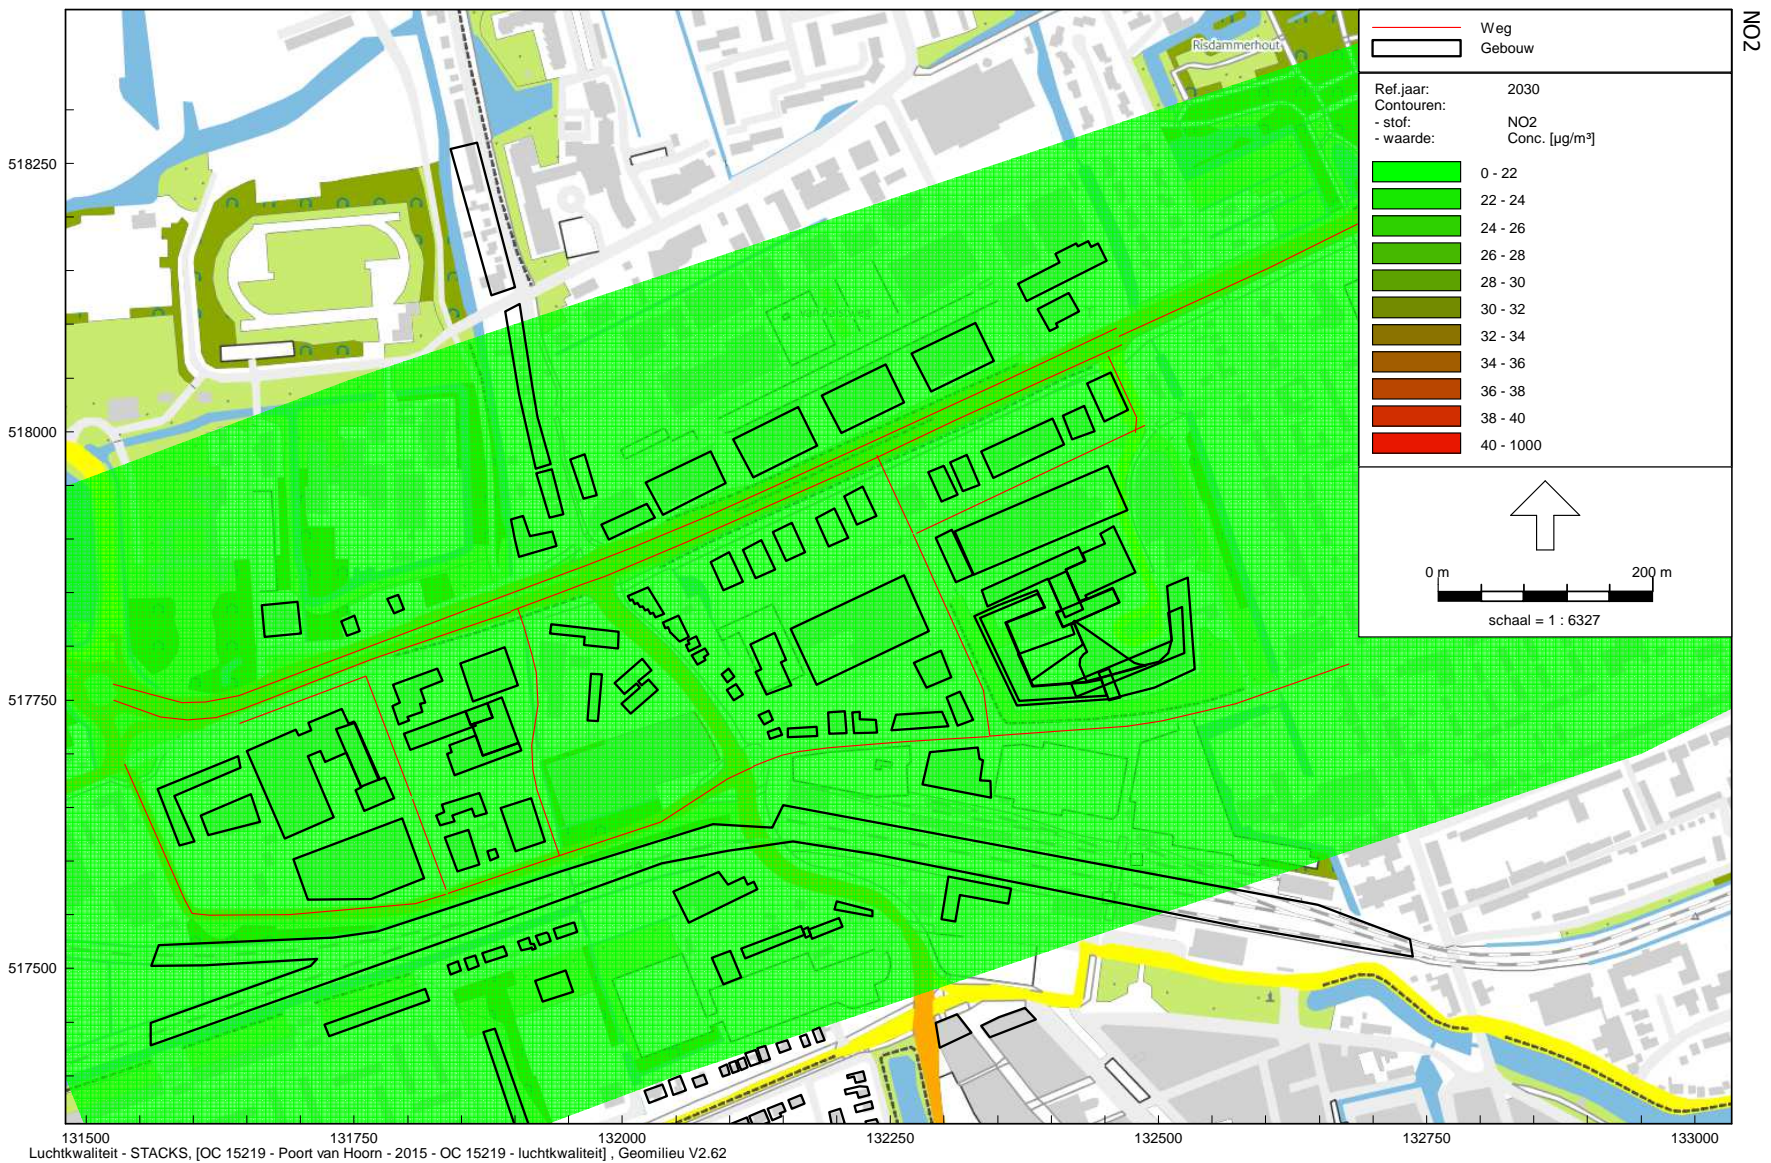 NO2
Risdammerhout
Weg
Gebouw
Ref.jaar: 2030
Contouren:
- stof: NO2
- waarde: Conc. [µg/m³]
0 - 22
22 - 24
24 - 26
26 - 28
28 - 30
30 - 32
32 - 34
34 - 36
36 - 38
38 - 40
40 - 1000
0 m 200 m
schaal = 1 : 6327
518250
518000
517750
517500
van Aalstweg
131500 131750 132000 132250 132500 132750 133000
Luchtkwaliteit - STACKS, [OC 15219 - Poort van Hoorn - 2015 - OC 15219 - luchtkwaliteit] , Geomilieu V2.62